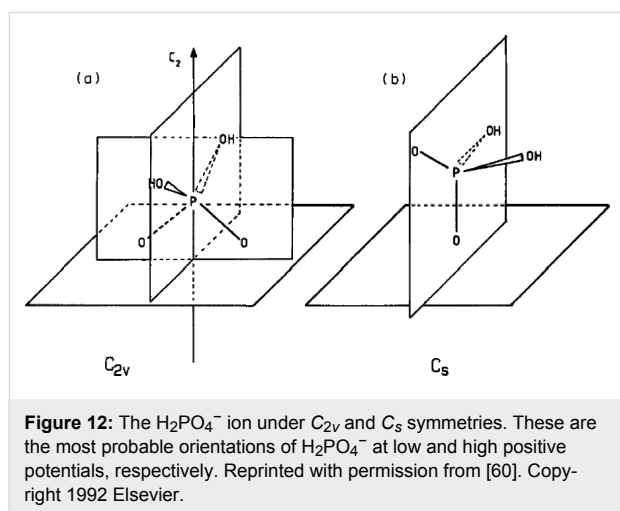 C₂
(a)
(b)
OH
HO
P
O
O
OH
O
P
OH
O
C₂ᵥ
Cₛ
Figure 12: The H₂PO₄⁻ ion under C₂ᵥ and Cₛ symmetries. These are
the most probable orientations of H₂PO₄⁻ at low and high positive
potentials, respectively. Reprinted with permission from [60]. Copy-
right 1992 Elsevier.